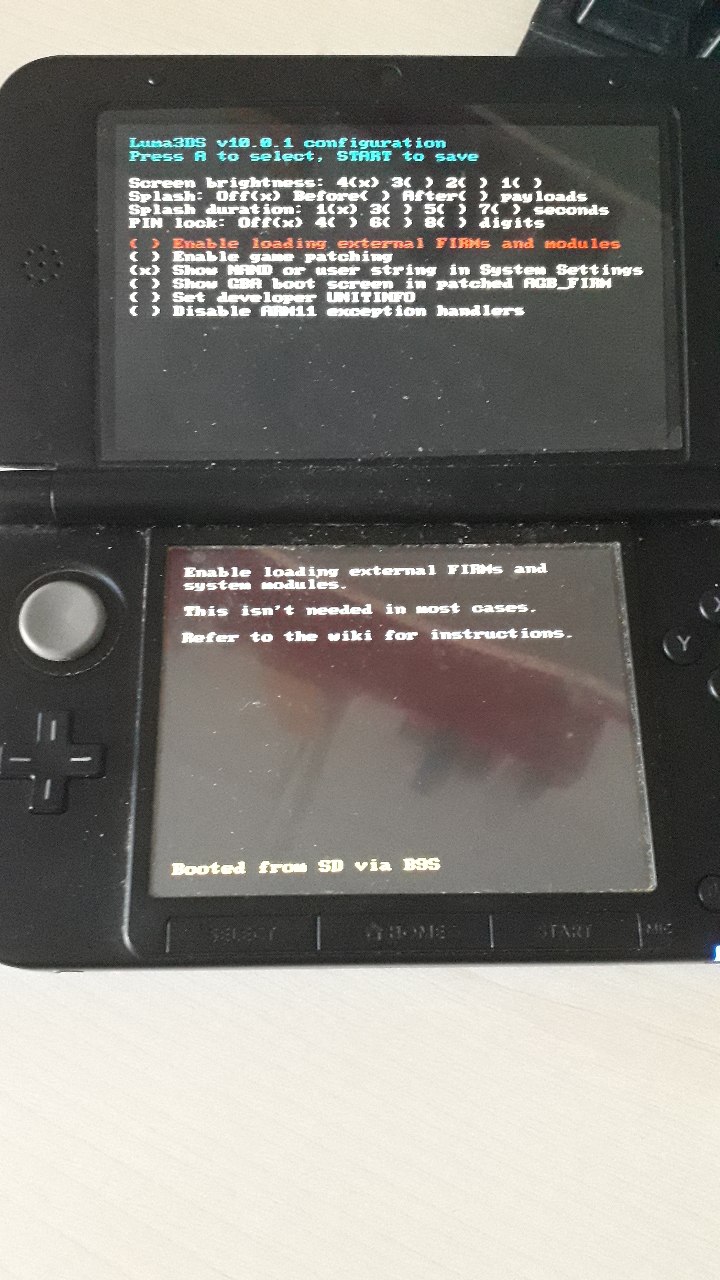 Luma3DS v10.0.1 configuration
Press A to select, START to save
Screen brightness: 4(x) 3( ) 2( ) 1( )
Splash: Off(x) Before( ) After( ) payloads
Splash duration: 1(x) 3( ) 5( ) 7( ) seconds
PIN lock: Off(x) 4( ) 6( ) 8( ) digits
( ) Enable loading external FIRMs and modules
( ) Enable game patching
(x) Show NAND or user string in System Settings
( ) Show GBA boot screen in patched AGB_FIRM
( ) Set developer UNITINFO
( ) Disable ARM11 exception handlers
Enable loading external FIRMs and
system modules.
This isn't needed in most cases.
Refer to the wiki for instructions.
Y
Booted from SD via B9S
SELECT HOME START MIC